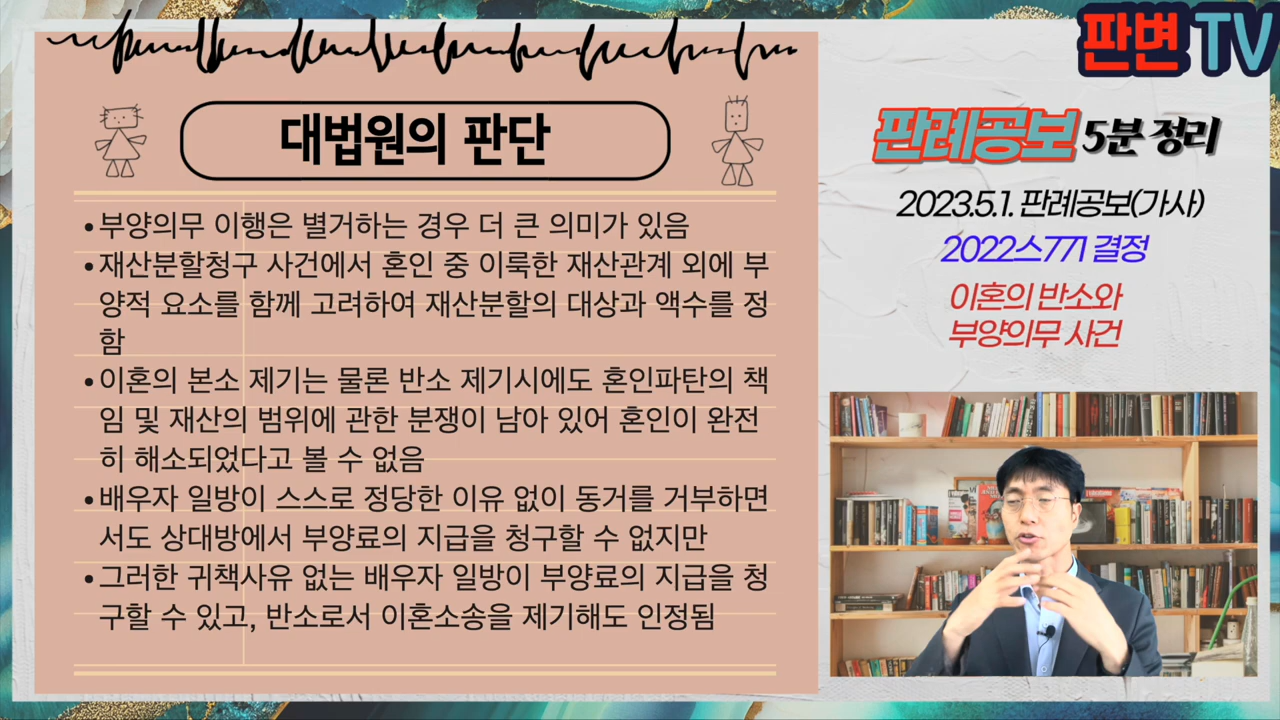 판변 TV
대법원의 판단
• 부양의무 이행은 별거하는 경우 더 큰 의미가 있음
• 재산분할청구 사건에서 혼인 중 이룩한 재산관계 외에 부
양적 요소를 함께 고려하여 재산분할의 대상과 액수를 정
함
• 이혼의 본소 제기는 물론 반소 제기시에도 혼인파탄의 책
임 및 재산의 범위에 관한 분쟁이 남아 있어 혼인이 완전
히 해소되었다고 볼 수 없음
• 배우자 일방이 스스로 정당한 이유 없이 동거를 거부하면
서도 상대방에서 부양료의 지급을 청구할 수 없지만
• 그러한 귀책사유 없는 배우자 일방이 부양료의 지급을 청
구할 수 있고, 반소로서 이혼소송을 제기해도 인정됨
판례공보 5분 정리
2023.5.1. 판례공보(가사)
2022스771 결정
이혼의 반소와
부양의무 사건